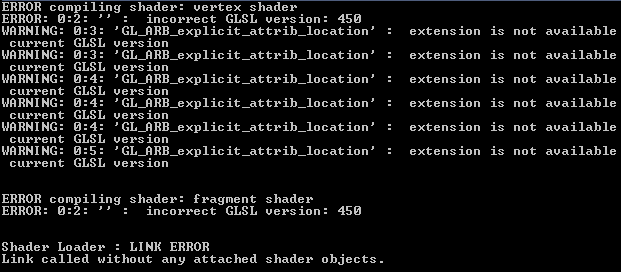 ERROR compiling shader: vertex shader
ERROR: 0:2: '' :  incorrect GLSL version: 450
WARNING: 0:3: 'GL_ARB_explicit_attrib_location' :  extension is not available
 current GLSL version
WARNING: 0:3: 'GL_ARB_explicit_attrib_location' :  extension is not available
 current GLSL version
WARNING: 0:4: 'GL_ARB_explicit_attrib_location' :  extension is not available
 current GLSL version
WARNING: 0:4: 'GL_ARB_explicit_attrib_location' :  extension is not available
 current GLSL version
WARNING: 0:4: 'GL_ARB_explicit_attrib_location' :  extension is not available
 current GLSL version
WARNING: 0:5: 'GL_ARB_explicit_attrib_location' :  extension is not available
 current GLSL version
ERROR compiling shader: fragment shader
ERROR: 0:2: '' :  incorrect GLSL version: 450
Shader Loader : LINK ERROR
Link called without any attached shader objects.